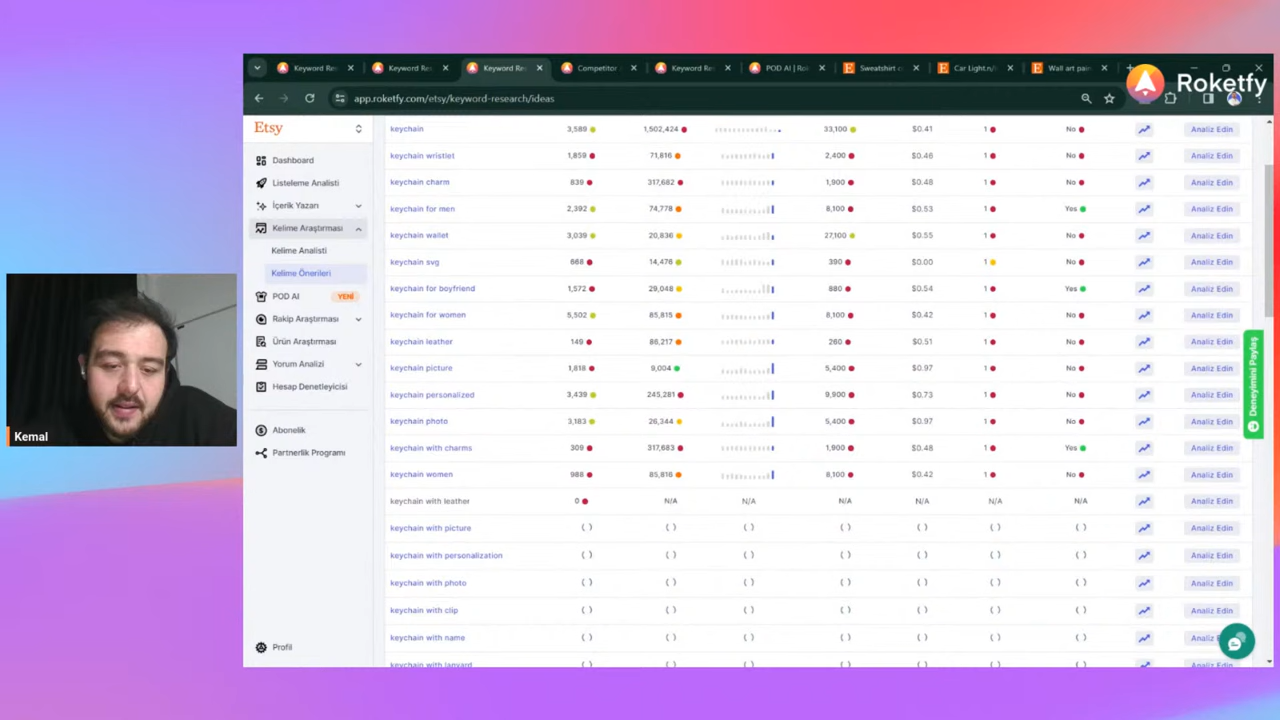 Keyword Res
Keyword Res
Keyword Res
Competitor
Keyword Res
POD AI | Ro
Sweatshirt c
Car Light.n
Wall art pain
Roketfy
app.roketfy.com/etsy/keyword-research/ideas
Etsy
Dashboard
Listeleme Analisti
İçerik Yazarı
Kelime Araştırması
Kelime Analisti
Kelime Önerileri
POD AI YENİ
Rakip Araştırması
Ürün Araştırması
Yorum Analizi
Hesap Denetleyicisi
Abonelik
Partnerlik Programı
Profil
keychain 3,589 1,502,424 33,100 $0.41 1 No Analiz Edin
keychain wristlet 1,859 71,816 2,400 $0.46 1 No Analiz Edin
keychain charm 839 317,682 1,900 $0.48 1 No Analiz Edin
keychain for men 2,392 74,778 8,100 $0.53 1 Yes Analiz Edin
keychain wallet 3,039 20,836 27,100 $0.55 1 No Analiz Edin
keychain svg 668 14,476 390 $0.00 1 No Analiz Edin
keychain for boyfriend 1,572 29,048 880 $0.54 1 Yes Analiz Edin
keychain for women 5,502 85,815 8,100 $0.42 1 No Analiz Edin
keychain leather 149 86,217 260 $0.51 1 No Analiz Edin
keychain picture 1,818 9,004 5,400 $0.97 1 No Analiz Edin
keychain personalized 3,439 245,281 9,900 $0.73 1 No Analiz Edin
keychain photo 3,183 26,344 5,400 $0.97 1 No Analiz Edin
keychain with charms 309 317,683 1,900 $0.48 1 Yes Analiz Edin
keychain women 988 85,816 8,100 $0.42 1 No Analiz Edin
keychain with leather 0 N/A N/A N/A N/A N/A N/A Analiz Edin
keychain with picture Analiz Edin
keychain with personalization Analiz Edin
keychain with photo Analiz Edin
keychain with clip Analiz Edin
keychain with name Analiz E
keychain with lanyard
Deneyimini Paylaş
Kemal